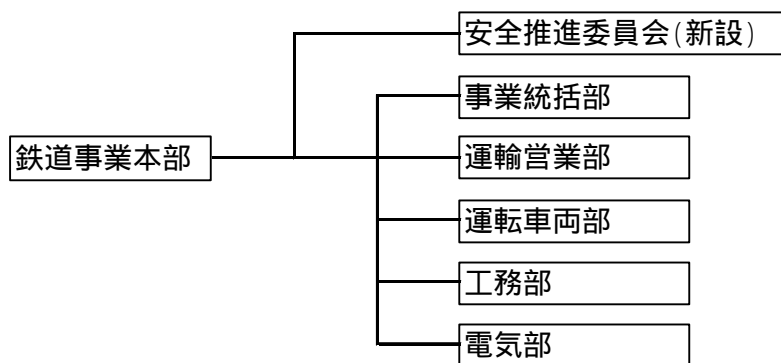 安全推進委員会(新設)
事業統括部
鉄道事業本部
運輸営業部
運転車両部
工務部
電気部